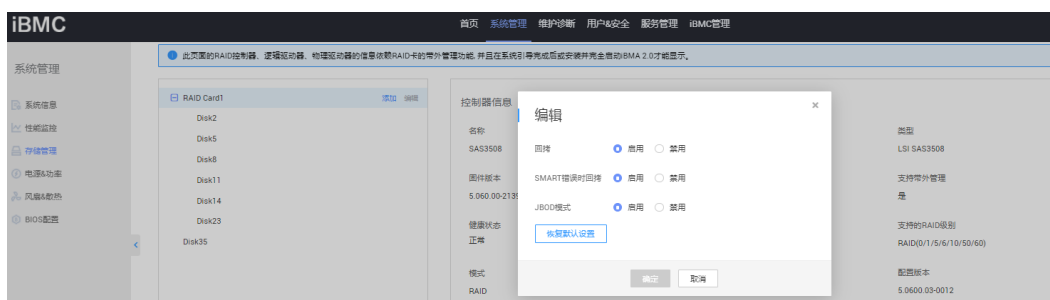 iBMC
首页 系统管理 维护诊断 用户&安全 服务管理 iBMC管理
系统管理
系统信息
性能监控
存储管理
电源&功率
风扇&散热
BIOS配置
此页面的RAID控制器、逻辑驱动器、物理驱动器的信息依赖RAID卡的带外管理功能, 并且在系统引导完成后或安装并完全启动iBMA 2.0才能显示。
RAID Card1 添加 编辑
Disk2
Disk5
Disk8
Disk11
Disk14
Disk23
Disk35
控制器信息
名称
SAS3508
固件版本
5.060.00-2139
健康状态
正常
模式
RAID
编辑
回拷 启用 禁用
SMART错误时回拷 启用 禁用
JBOD模式 启用 禁用
恢复默认设置
确定 取消
类型
LSI SAS3508
支持带外管理
是
支持的RAID级别
RAID(0/1/5/6/10/50/60)
配置版本
5.0600.03-0012